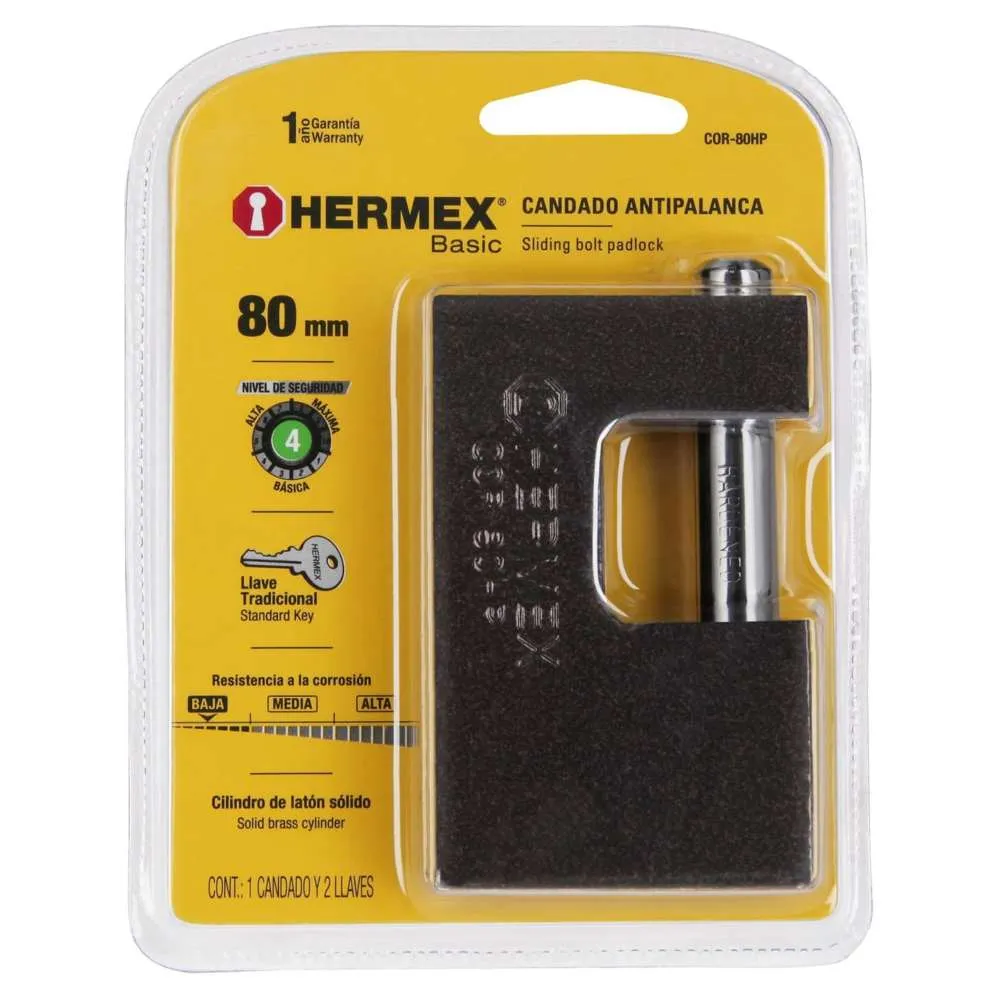 1 año Garantía
Warranty
COR-80HP
HERMEX®
Basic
CANDADO ANTIPALANCA
Sliding bolt padlock
80 mm
NIVEL DE SEGURIDAD
ALTA
MÁXIMA
4
BÁSICA
HERMEX
Llave
Tradicional
Standard Key
Resistencia a la corrosión
BAJA
MEDIA
ALTA
Cilindro de latón sólido
Solid brass cylinder
CONT.: 1 CANDADO Y 2 LLAVES
HERMEX
HARDENED